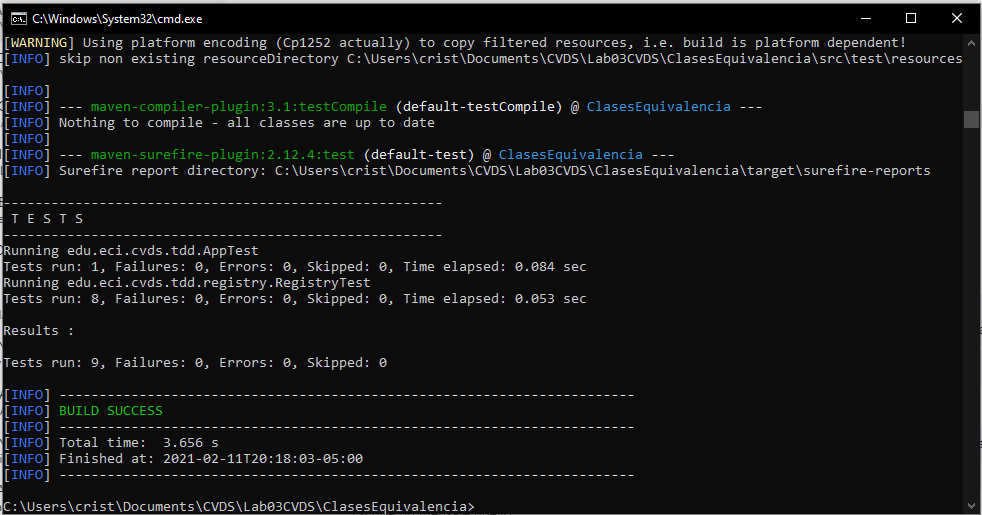 C:\Windows\System32\cmd.exe
[WARNING] Using platform encoding (Cp1252 actually) to copy filtered resources, i.e. build is platform dependent!
[INFO] skip non existing resourceDirectory C:\Users\crist\Documents\CVDS\Lab03CVDS\ClasesEquivalencia\src\test\resources
[INFO]
[INFO] --- maven-compiler-plugin:3.1:testCompile (default-testCompile) @ ClasesEquivalencia ---
[INFO] Nothing to compile - all classes are up to date
[INFO]
[INFO] --- maven-surefire-plugin:2.12.4:test (default-test) @ ClasesEquivalencia ---
[INFO] Surefire report directory: C:\Users\crist\Documents\CVDS\Lab03CVDS\ClasesEquivalencia\target\surefire-reports
-------------------------------------------------------
T E S T S
-------------------------------------------------------
Running edu.eci.cvds.tdd.AppTest
Tests run: 1, Failures: 0, Errors: 0, Skipped: 0, Time elapsed: 0.084 sec
Running edu.eci.cvds.tdd.registry.RegistryTest
Tests run: 8, Failures: 0, Errors: 0, Skipped: 0, Time elapsed: 0.053 sec
Results :
Tests run: 9, Failures: 0, Errors: 0, Skipped: 0
[INFO] ------------------------------------------------------------------------
[INFO] BUILD SUCCESS
[INFO] ------------------------------------------------------------------------
[INFO] Total time:  3.656 s
[INFO] Finished at: 2021-02-11T20:18:03-05:00
[INFO] ------------------------------------------------------------------------
C:\Users\crist\Documents\CVDS\Lab03CVDS\ClasesEquivalencia>